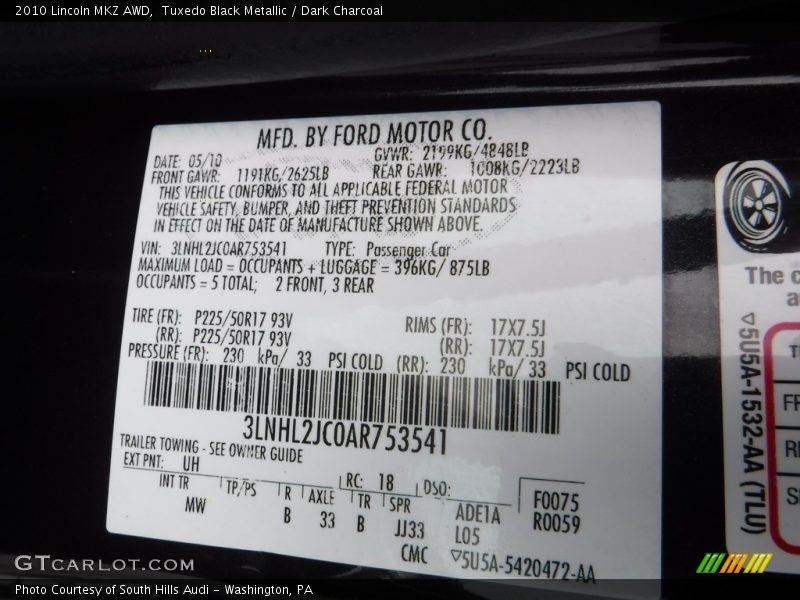 2010 Lincoln MKZ AWD,  Tuxedo Black Metallic / Dark Charcoal
MFD. BY FORD MOTOR CO.
DATE: 05/10 GVWR: 2199KG/4848LB
FRONT GAWR: 1191KG/2625LB REAR GAWR: 1008KG/2223LB
THIS VEHICLE CONFORMS TO ALL APPLICABLE FEDERAL MOTOR
VEHICLE SAFETY, BUMPER, AND THEFT PREVENTION STANDARDS
IN EFFECT ON THE DATE OF MANUFACTURE SHOWN ABOVE.
VIN: 3LNHL2JC0AR753541 TYPE: Passenger Car
MAXIMUM LOAD = OCCUPANTS + LUGGAGE = 396KG/ 875LB
OCCUPANTS = 5 TOTAL; 2 FRONT, 3 REAR
TIRE (FR): P225/50R17 93V RIMS (FR): 17X7.5J
(RR): P225/50R17 93V (RR): 17X7.5J
PRESSURE (FR): 230 kPa/ 33 PSI COLD (RR): 230 kPa/ 33 PSI COLD
3LNHL2JC0AR753541
TRAILER TOWING - SEE OWNER GUIDE
EXT PNT: UH RC: 18 DSO:
INT TR TP/PS R AXLE TR SPR F0075
MW B 33 B JJ33 ADE1A R0059
L05
CMC ▽5U5A-5420472-AA
The c
a
▽5U5A-1532-AA (TLU)
T
FR
RE
S
GTCARLOT.COM
Photo Courtesy of South Hills Audi - Washington, PA